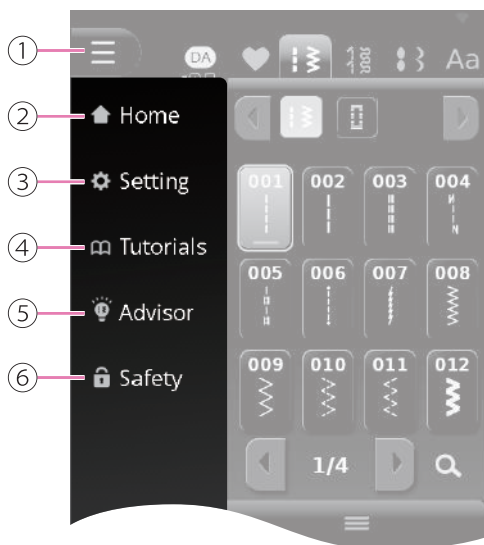 ① DA Aa
② Home
③ Setting
④ Tutorials
⑤ Advisor
⑥ Safety
001 002 003 004
005 006 007 008
009 010 011 012
1/4